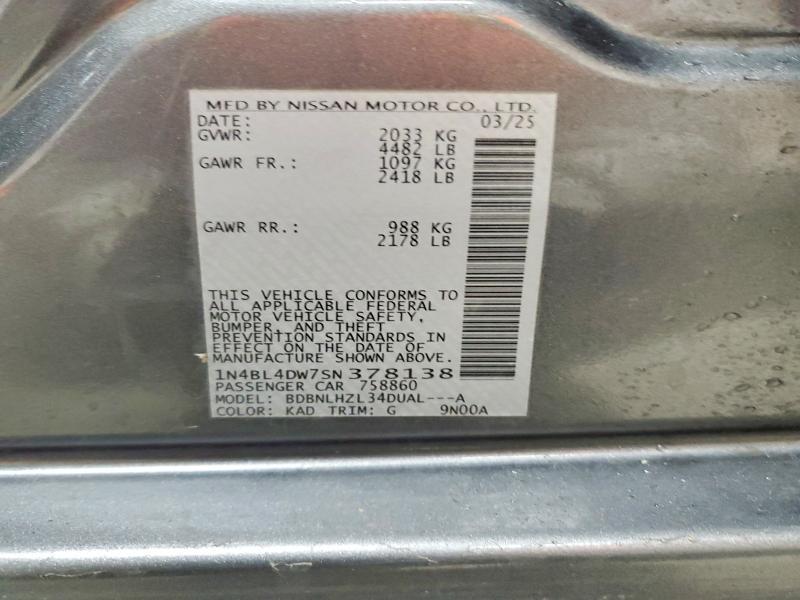 MFD BY NISSAN MOTOR CO., LTD.
DATE: 03/25
GVWR: 2033 KG
4482 LB
GAWR FR.: 1097 KG
2418 LB
GAWR RR.: 988 KG
2178 LB
THIS VEHICLE CONFORMS TO
ALL APPLICABLE FEDERAL
MOTOR VEHICLE SAFETY,
BUMPER, AND THEFT
PREVENTION STANDARDS IN
EFFECT ON THE DATE OF
MANUFACTURE SHOWN ABOVE.
1N4BL4DW7SN378138
PASSENGER CAR 758860
MODEL: BDBNLHZL34DUAL---A
COLOR: KAD TRIM: G 9N00A